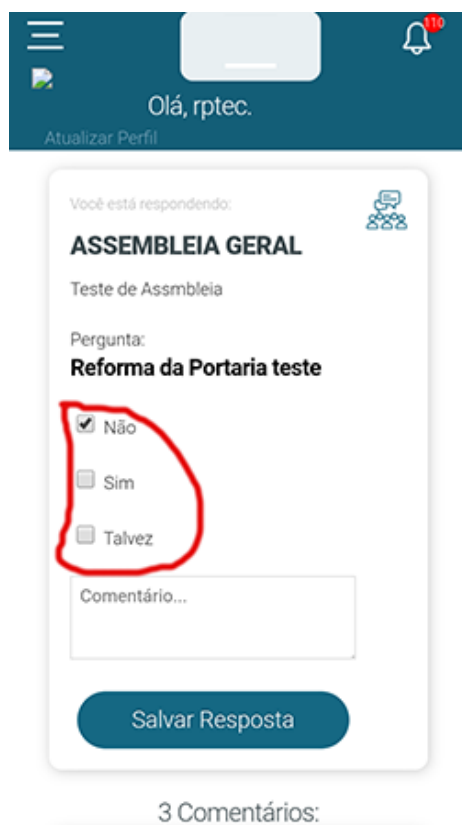 110
Olá, rptec.
Atualizar Perfil
Você está respondendo:
ASSEMBLEIA GERAL
Teste de Assmbleia
Pergunta:
Reforma da Portaria teste
Não
Sim
Talvez
Comentário...
Salvar Resposta
3 Comentários: